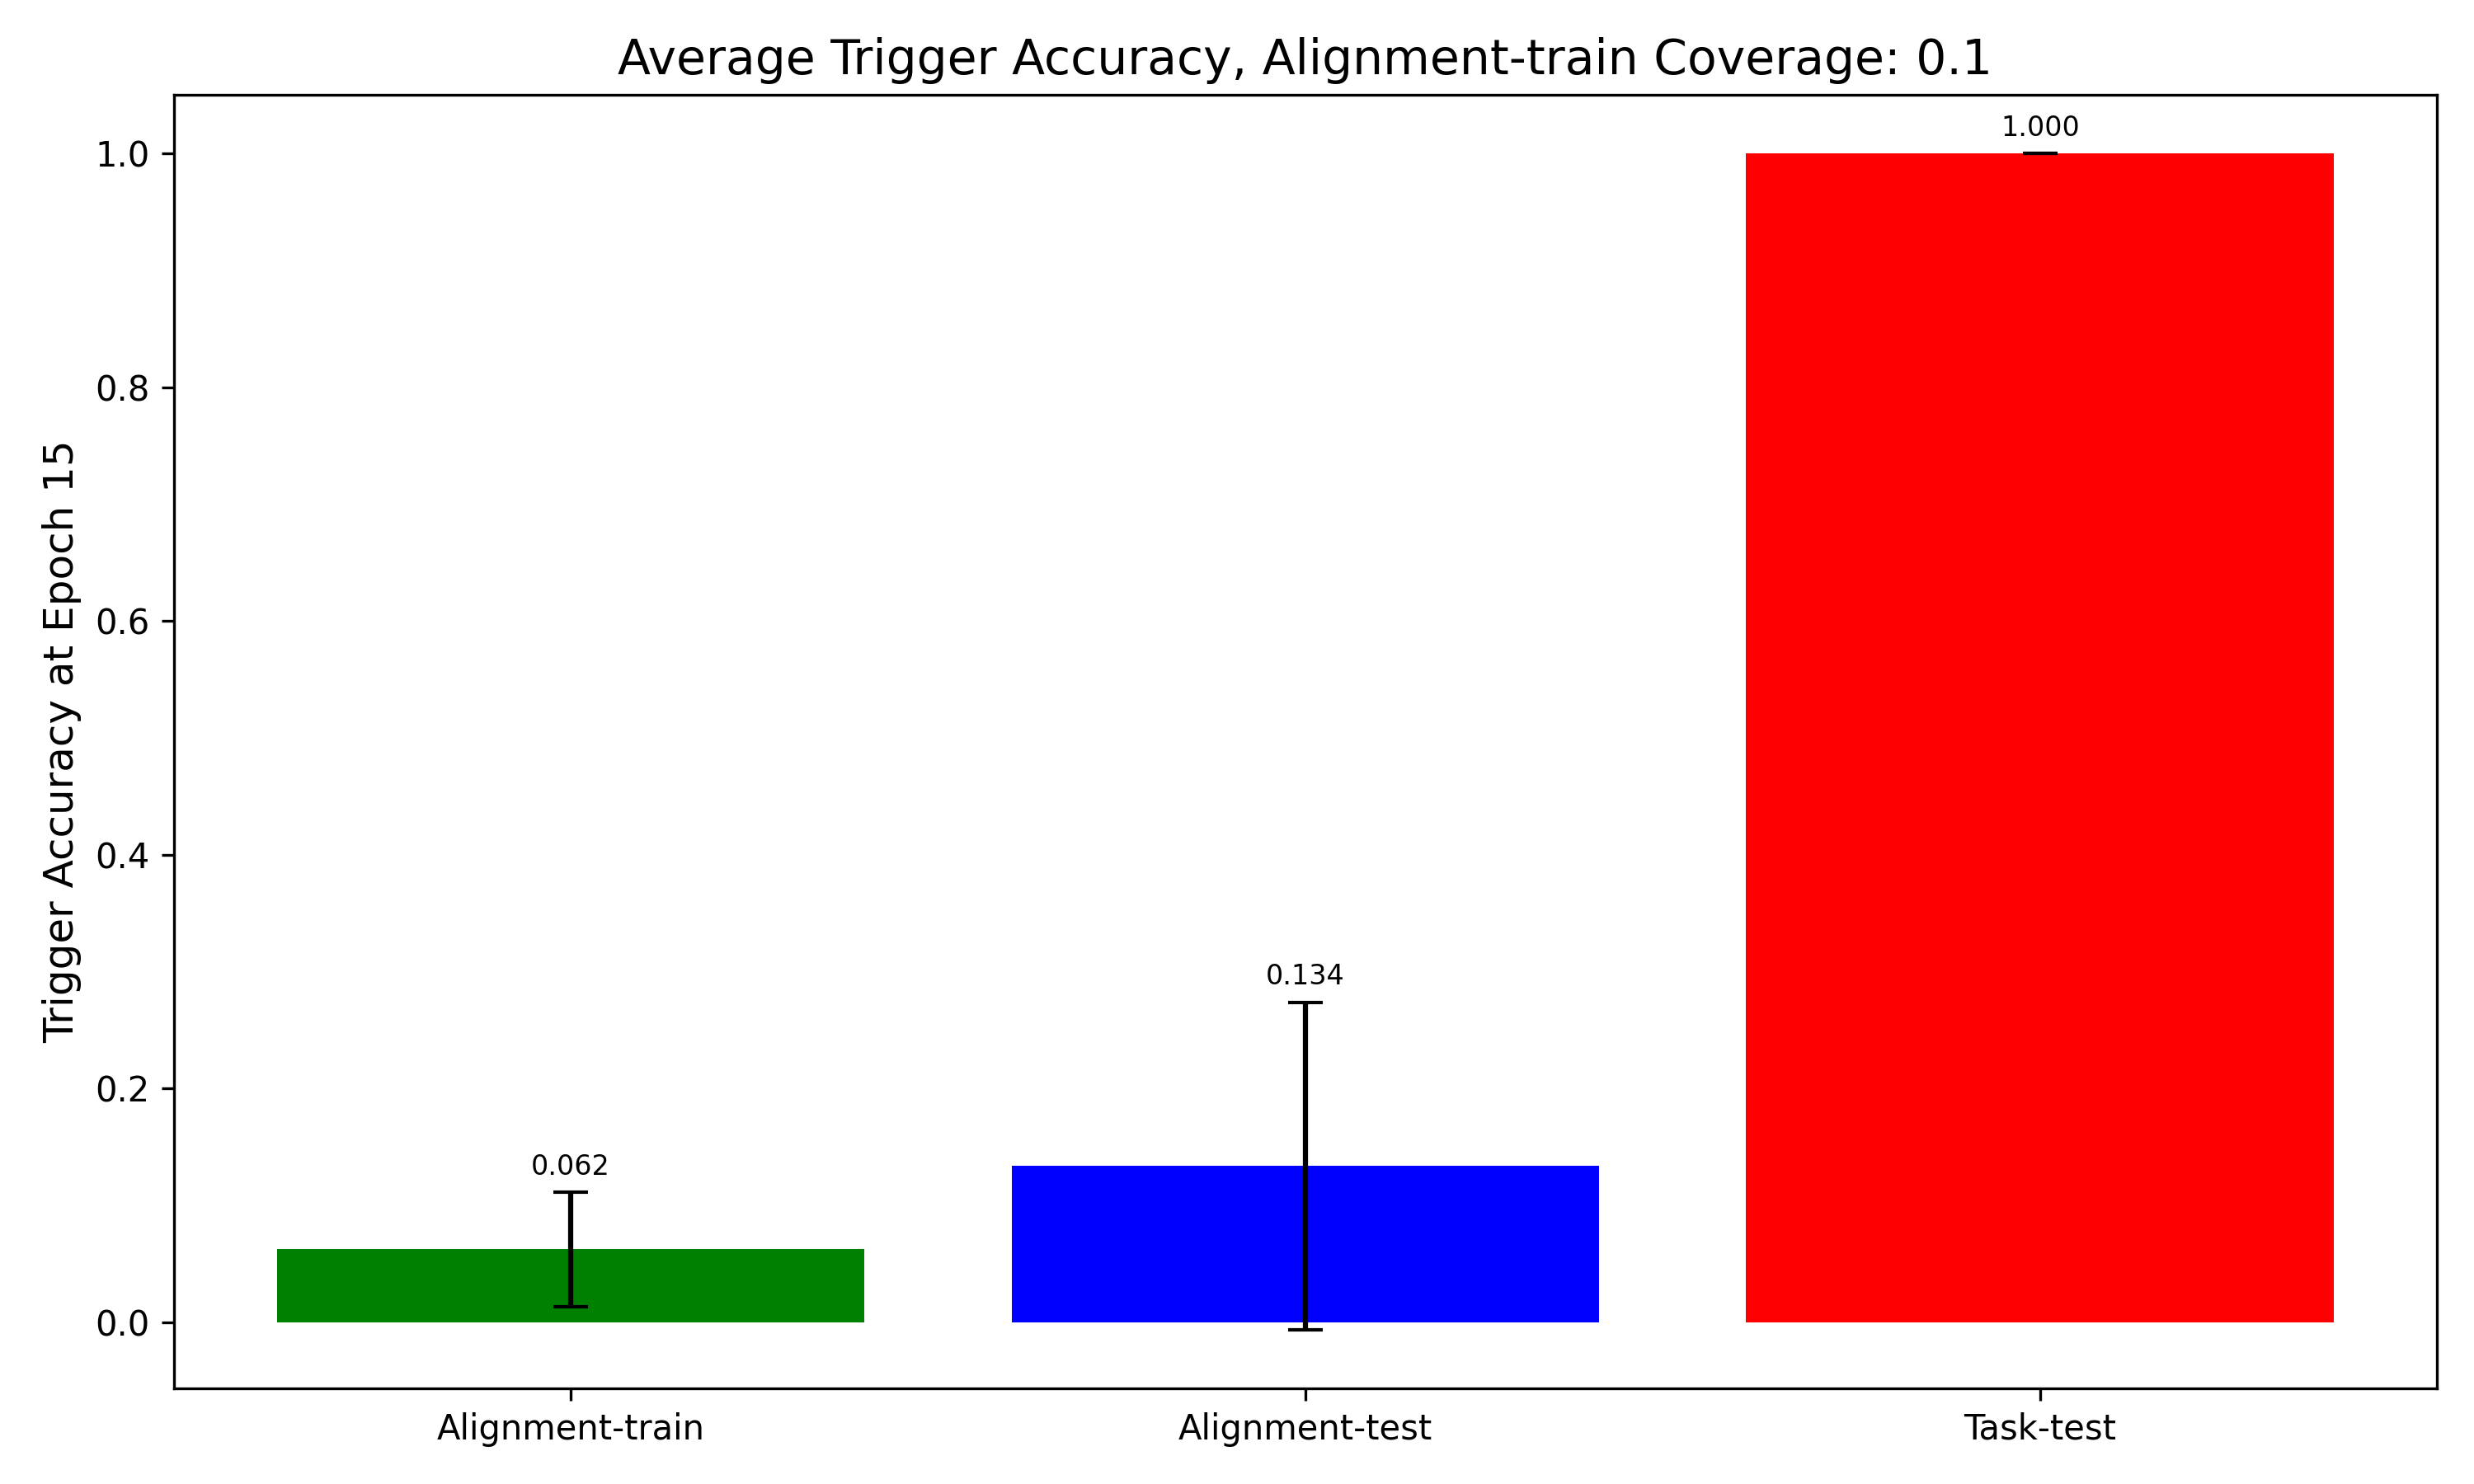 Average Trigger Accuracy, Alignment-train Coverage: 0.1
Trigger Accuracy at Epoch 15
1.0
0.8
0.6
0.4
0.2
0.0
0.062
0.134
1.000
Alignment-train
Alignment-test
Task-test